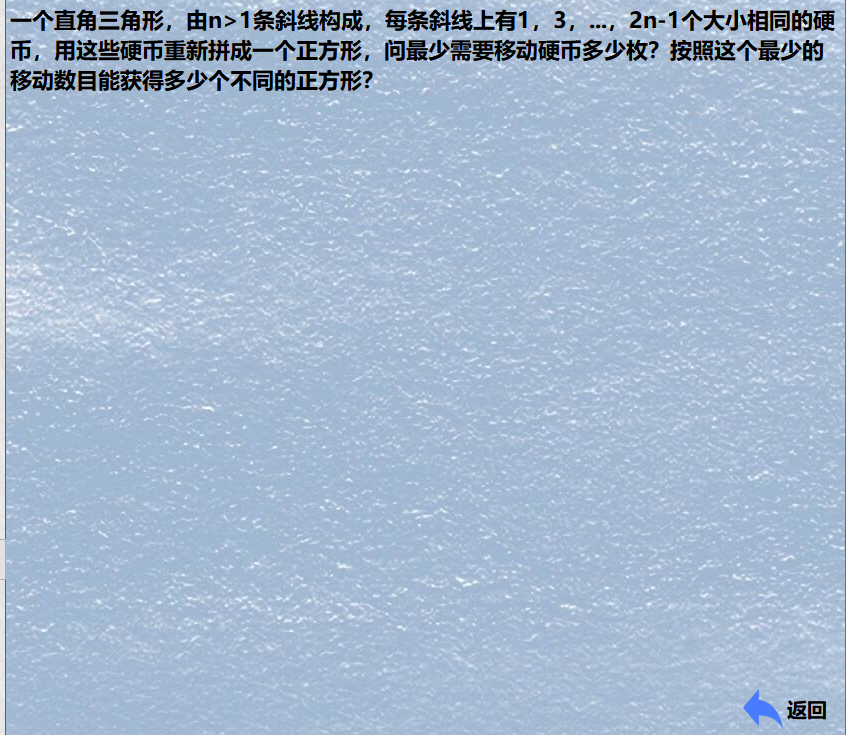 一个直角三角形，由n>1条斜线构成，每条斜线上有1，3，...，2n-1个大小相同的硬
币，用这些硬币重新拼成一个正方形，问最少需要移动硬币多少枚？按照这个最少的
移动数目能获得多少个不同的正方形？
返回